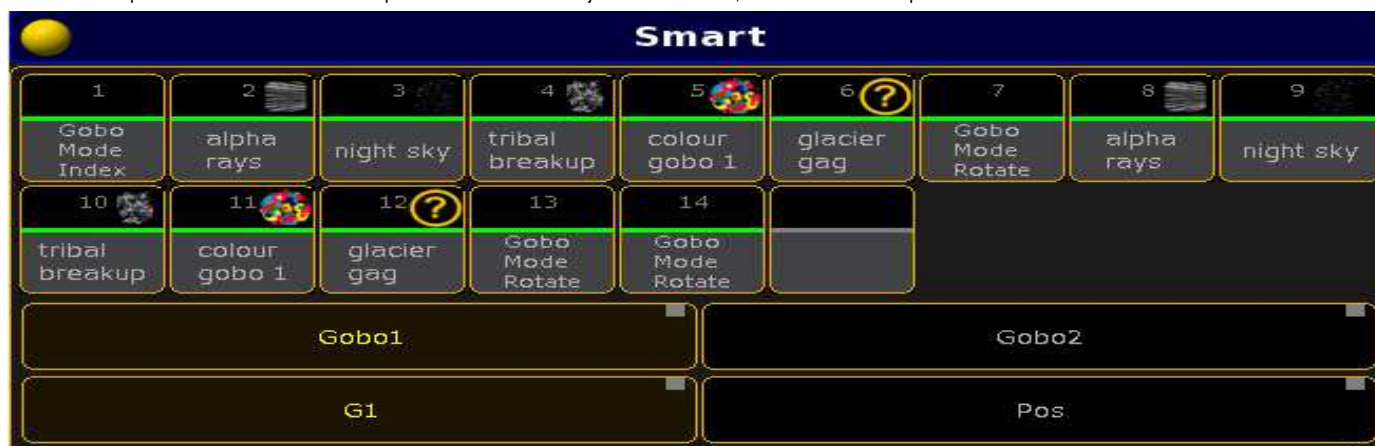 Smart
1 2 3 4 5 6 ? 7 8 9
Gobo Mode Index
alpha rays
night sky
tribal breakup
colour gobo 1
glacier gag
Gobo Mode Rotate
alpha rays
night sky
10 11 12 ? 13 14
tribal breakup
colour gobo 1
glacier gag
Gobo Mode Rotate
Gobo Mode Rotate
Gobo1 Gobo2
G1 Pos